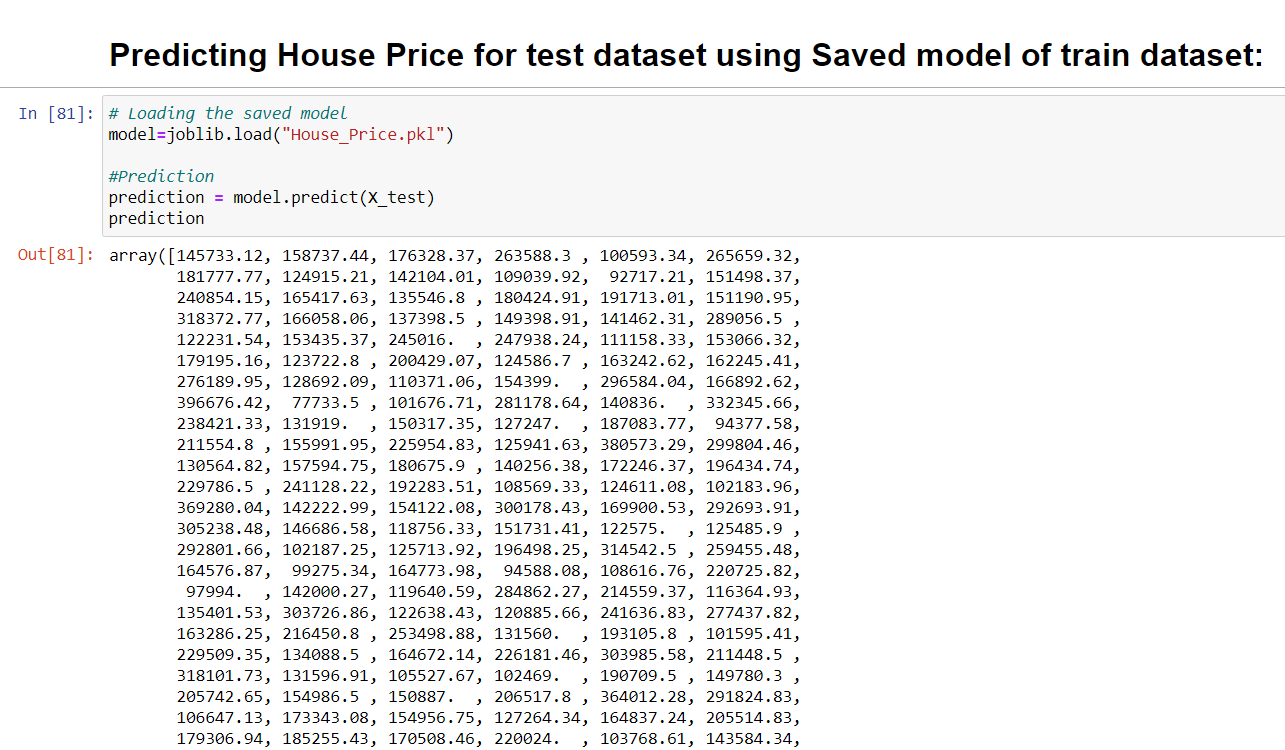 Predicting House Price for test dataset using Saved model of train dataset:
In [81]: # Loading the saved model
model=joblib.load("House_Price.pkl")
#Prediction
prediction = model.predict(X_test)
prediction
Out[81]: array([145733.12, 158737.44, 176328.37, 263588.3 , 100593.34, 265659.32,
181777.77, 124915.21, 142104.01, 109039.92,  92717.21, 151498.37,
240854.15, 165417.63, 135546.8 , 180424.91, 191713.01, 151190.95,
318372.77, 166058.06, 137398.5 , 149398.91, 141462.31, 289056.5 ,
122231.54, 153435.37, 245016.  , 247938.24, 111158.33, 153066.32,
179195.16, 123722.8 , 200429.07, 124586.7 , 163242.62, 162245.41,
276189.95, 128692.09, 110371.06, 154399.  , 296584.04, 166892.62,
396676.42,  77733.5 , 101676.71, 281178.64, 140836.  , 332345.66,
238421.33, 131919.  , 150317.35, 127247.  , 187083.77,  94377.58,
211554.8 , 155991.95, 225954.83, 125941.63, 380573.29, 299804.46,
130564.82, 157594.75, 180675.9 , 140256.38, 172246.37, 196434.74,
229786.5 , 241128.22, 192283.51, 108569.33, 124611.08, 102183.96,
369280.04, 142222.99, 154122.08, 300178.43, 169900.53, 292693.91,
305238.48, 146686.58, 118756.33, 151731.41, 122575.  , 125485.9 ,
292801.66, 102187.25, 125713.92, 196498.25, 314542.5 , 259455.48,
164576.87,  99275.34, 164773.98,  94588.08, 108616.76, 220725.82,
97994.  , 142000.27, 119640.59, 284862.27, 214559.37, 116364.93,
135401.53, 303726.86, 122638.43, 120885.66, 241636.83, 277437.82,
163286.25, 216450.8 , 253498.88, 131560.  , 193105.8 , 101595.41,
229509.35, 134088.5 , 164672.14, 226181.46, 303985.58, 211448.5 ,
318101.73, 131596.91, 105527.67, 102469.  , 190709.5 , 149780.3 ,
205742.65, 154986.5 , 150887.  , 206517.8 , 364012.28, 291824.83,
106647.13, 173343.08, 154956.75, 127264.34, 164837.24, 205514.83,
179306.94, 185255.43, 170508.46, 220024.  , 103768.61, 143584.34,